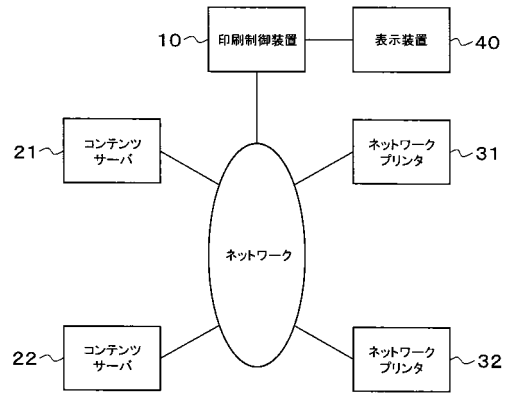 10
印刷制御装置
表示装置
40
21
コンテンツ
サーバ
ネットワーク
プリンタ
31
ネットワーク
22
コンテンツ
サーバ
ネットワーク
プリンタ
32